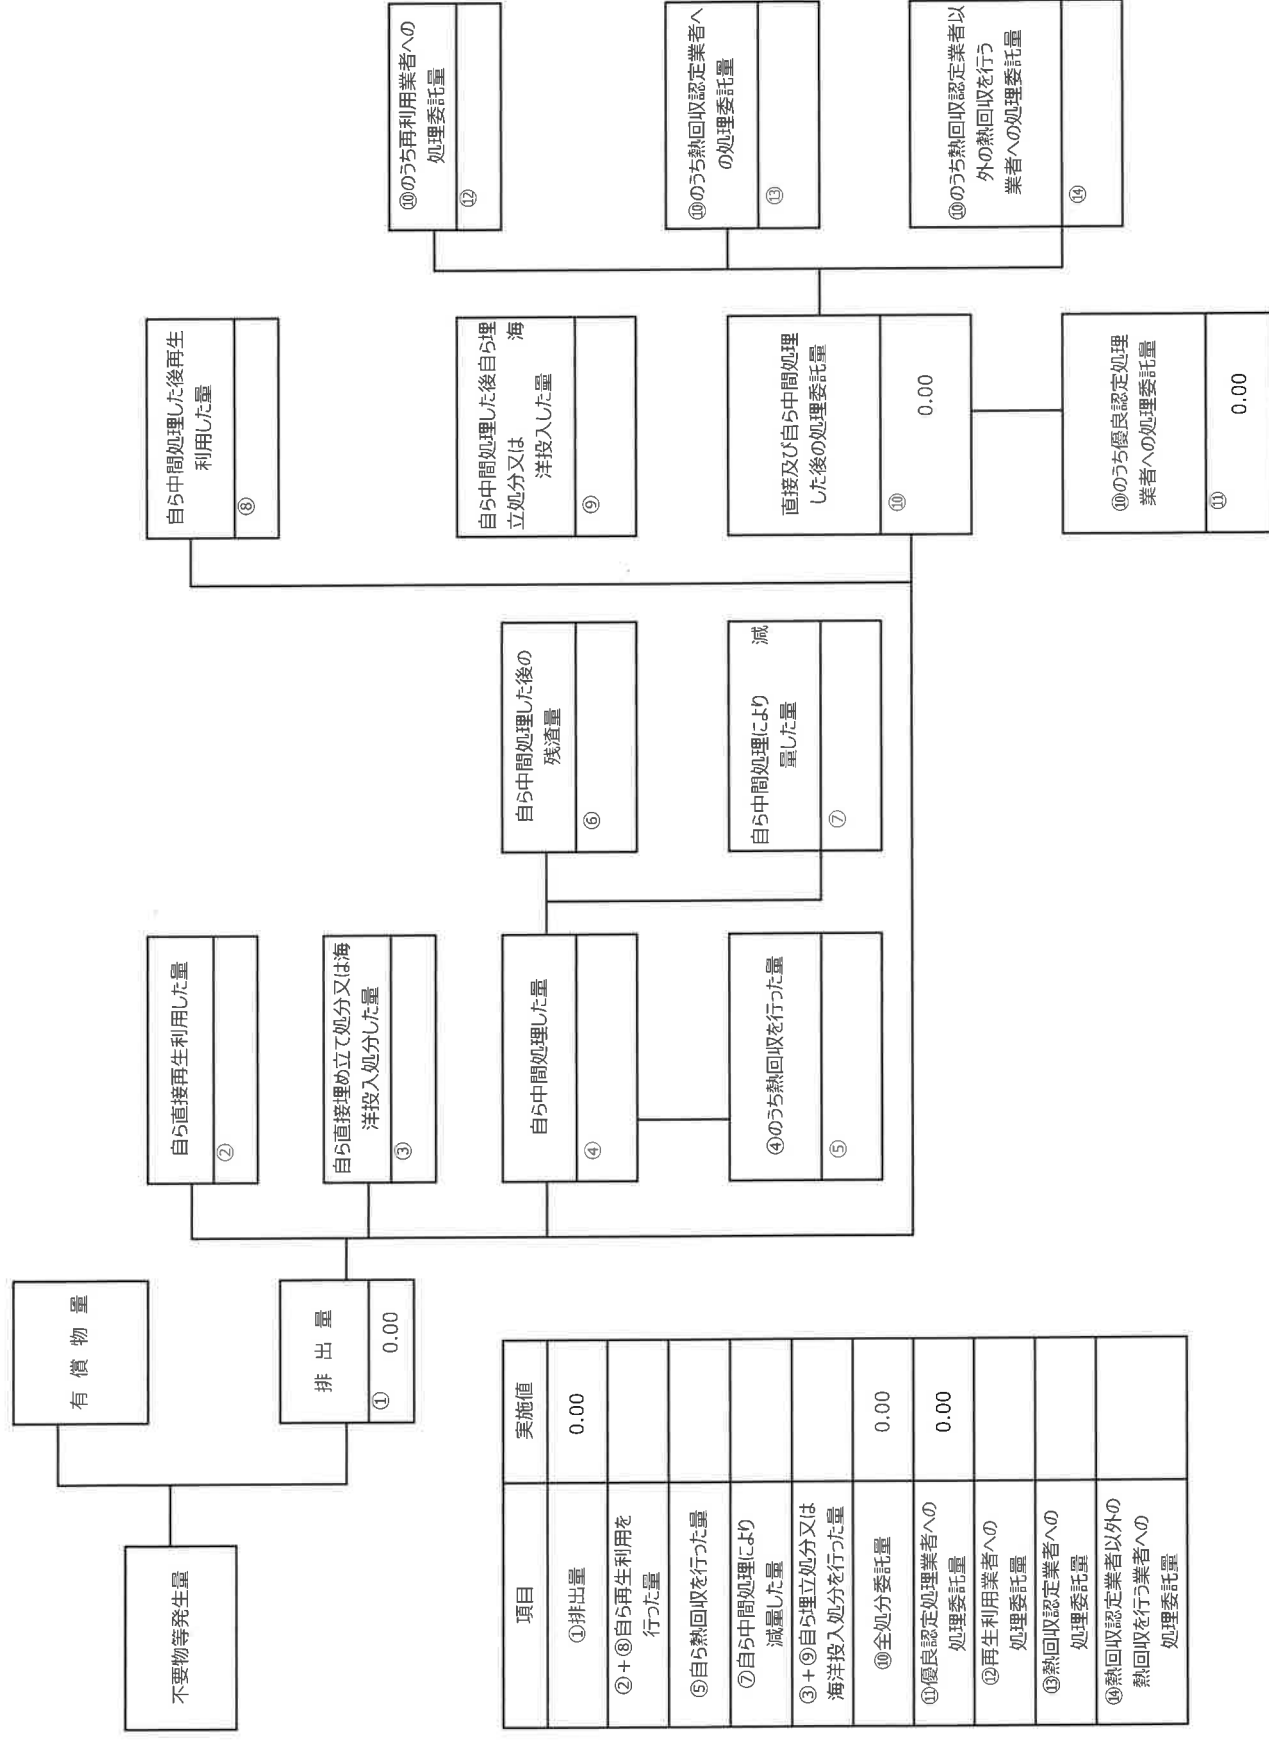 不要物等発生量
有償物量
排出量
① 0.00
自ら直接再生利用した量
②
自ら直接埋め立て処分又は海
洋投入処分した量
③
自ら中間処理した量
④
④のうち熱回収を行った量
⑤
自ら中間処理した後の
残渣量
⑥
自ら中間処理により 減
量した量
⑦
自ら中間処理した後再生
利用した量
⑧
自ら中間処理した後自ら埋
立処分又は 海
洋投入した量
⑨
直接及び自ら中間処理
した後の処理委託量
⑩ 0.00
⑩のうち優良認定処理
業者への処理委託量
⑪ 0.00
⑩のうち再利用業者への
処理委託量
⑫
⑩のうち熱回収認定業者へ
の処理委託量
⑬
⑩のうち熱回収認定業者以
外の熱回収を行う
業者への処理委託量
⑭
項目 実施値
①排出量 0.00
②+⑧自ら再生利用を
行った量
⑤自ら熱回収を行った量
⑦自ら中間処理により
減量した量
③+⑨自ら埋立処分又は
海洋投入処分を行った量
⑩全処分委託量 0.00
⑪優良認定処理業者への
処理委託量 0.00
⑫再生利用業者への
処理委託量
⑬熱回収認定業者への
処理委託量
⑭熱回収認定業者以外の
熱回収を行う業者への
処理委託量